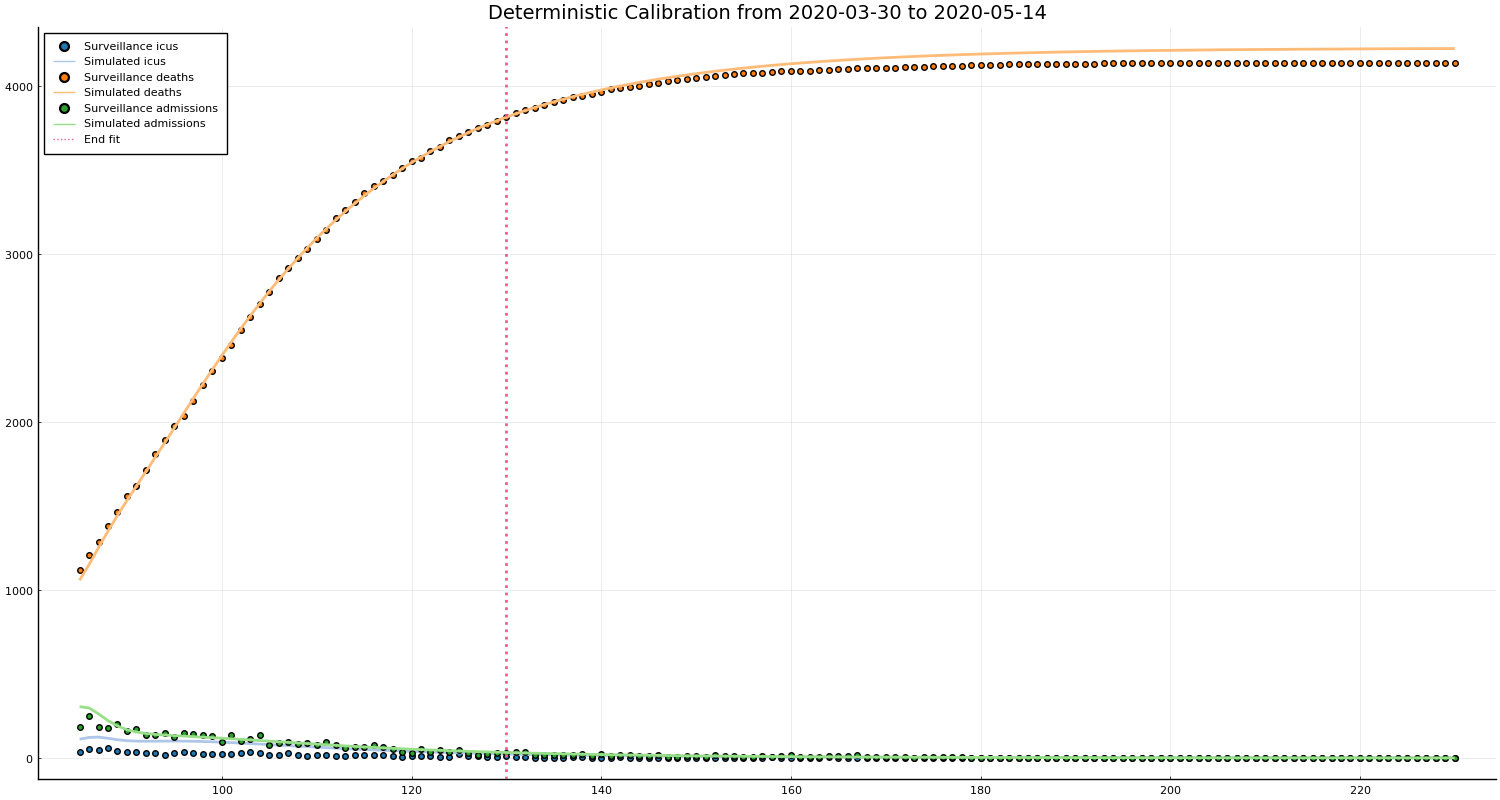 Deterministic Calibration from 2020-03-30 to 2020-05-14
Surveillance icus
Simulated icus
Surveillance deaths
Simulated deaths
Surveillance admissions
Simulated admissions
End fit
4000
3000
2000
1000
0
100
120
140
160
180
200
220